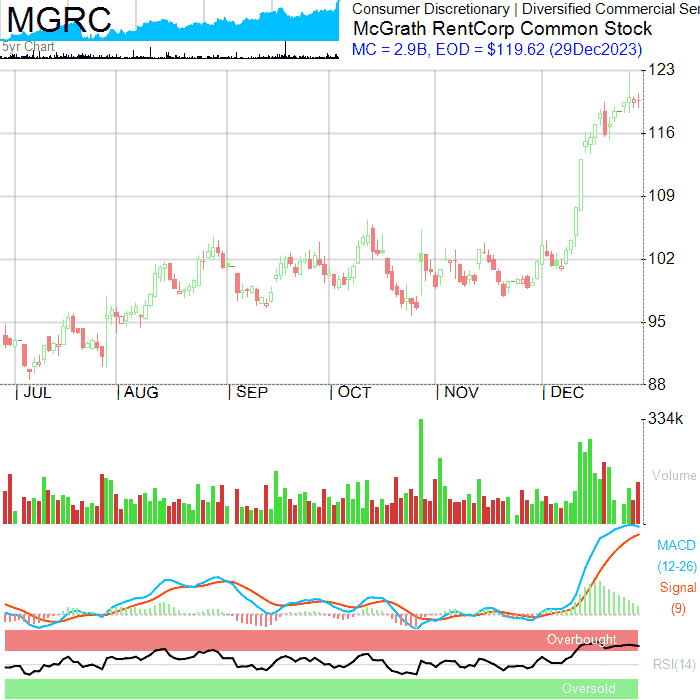 MGRC
5yr Chart
Consumer Discretionary | Diversified Commercial Ser
McGrath RentCorp Common Stock
MC = 2.9B, EOD = $119.62 (29Dec2023)
123
116
109
102
95
88
JUL AUG SEP OCT NOV DEC
334k
Volume
MACD
(12-26)
Signal
(9)
Overbought
RSI(14)
Oversold